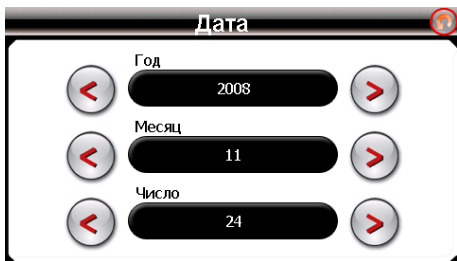 Дата
Год
< 2008 >
Месяц
< 11 >
Число
< 24 >